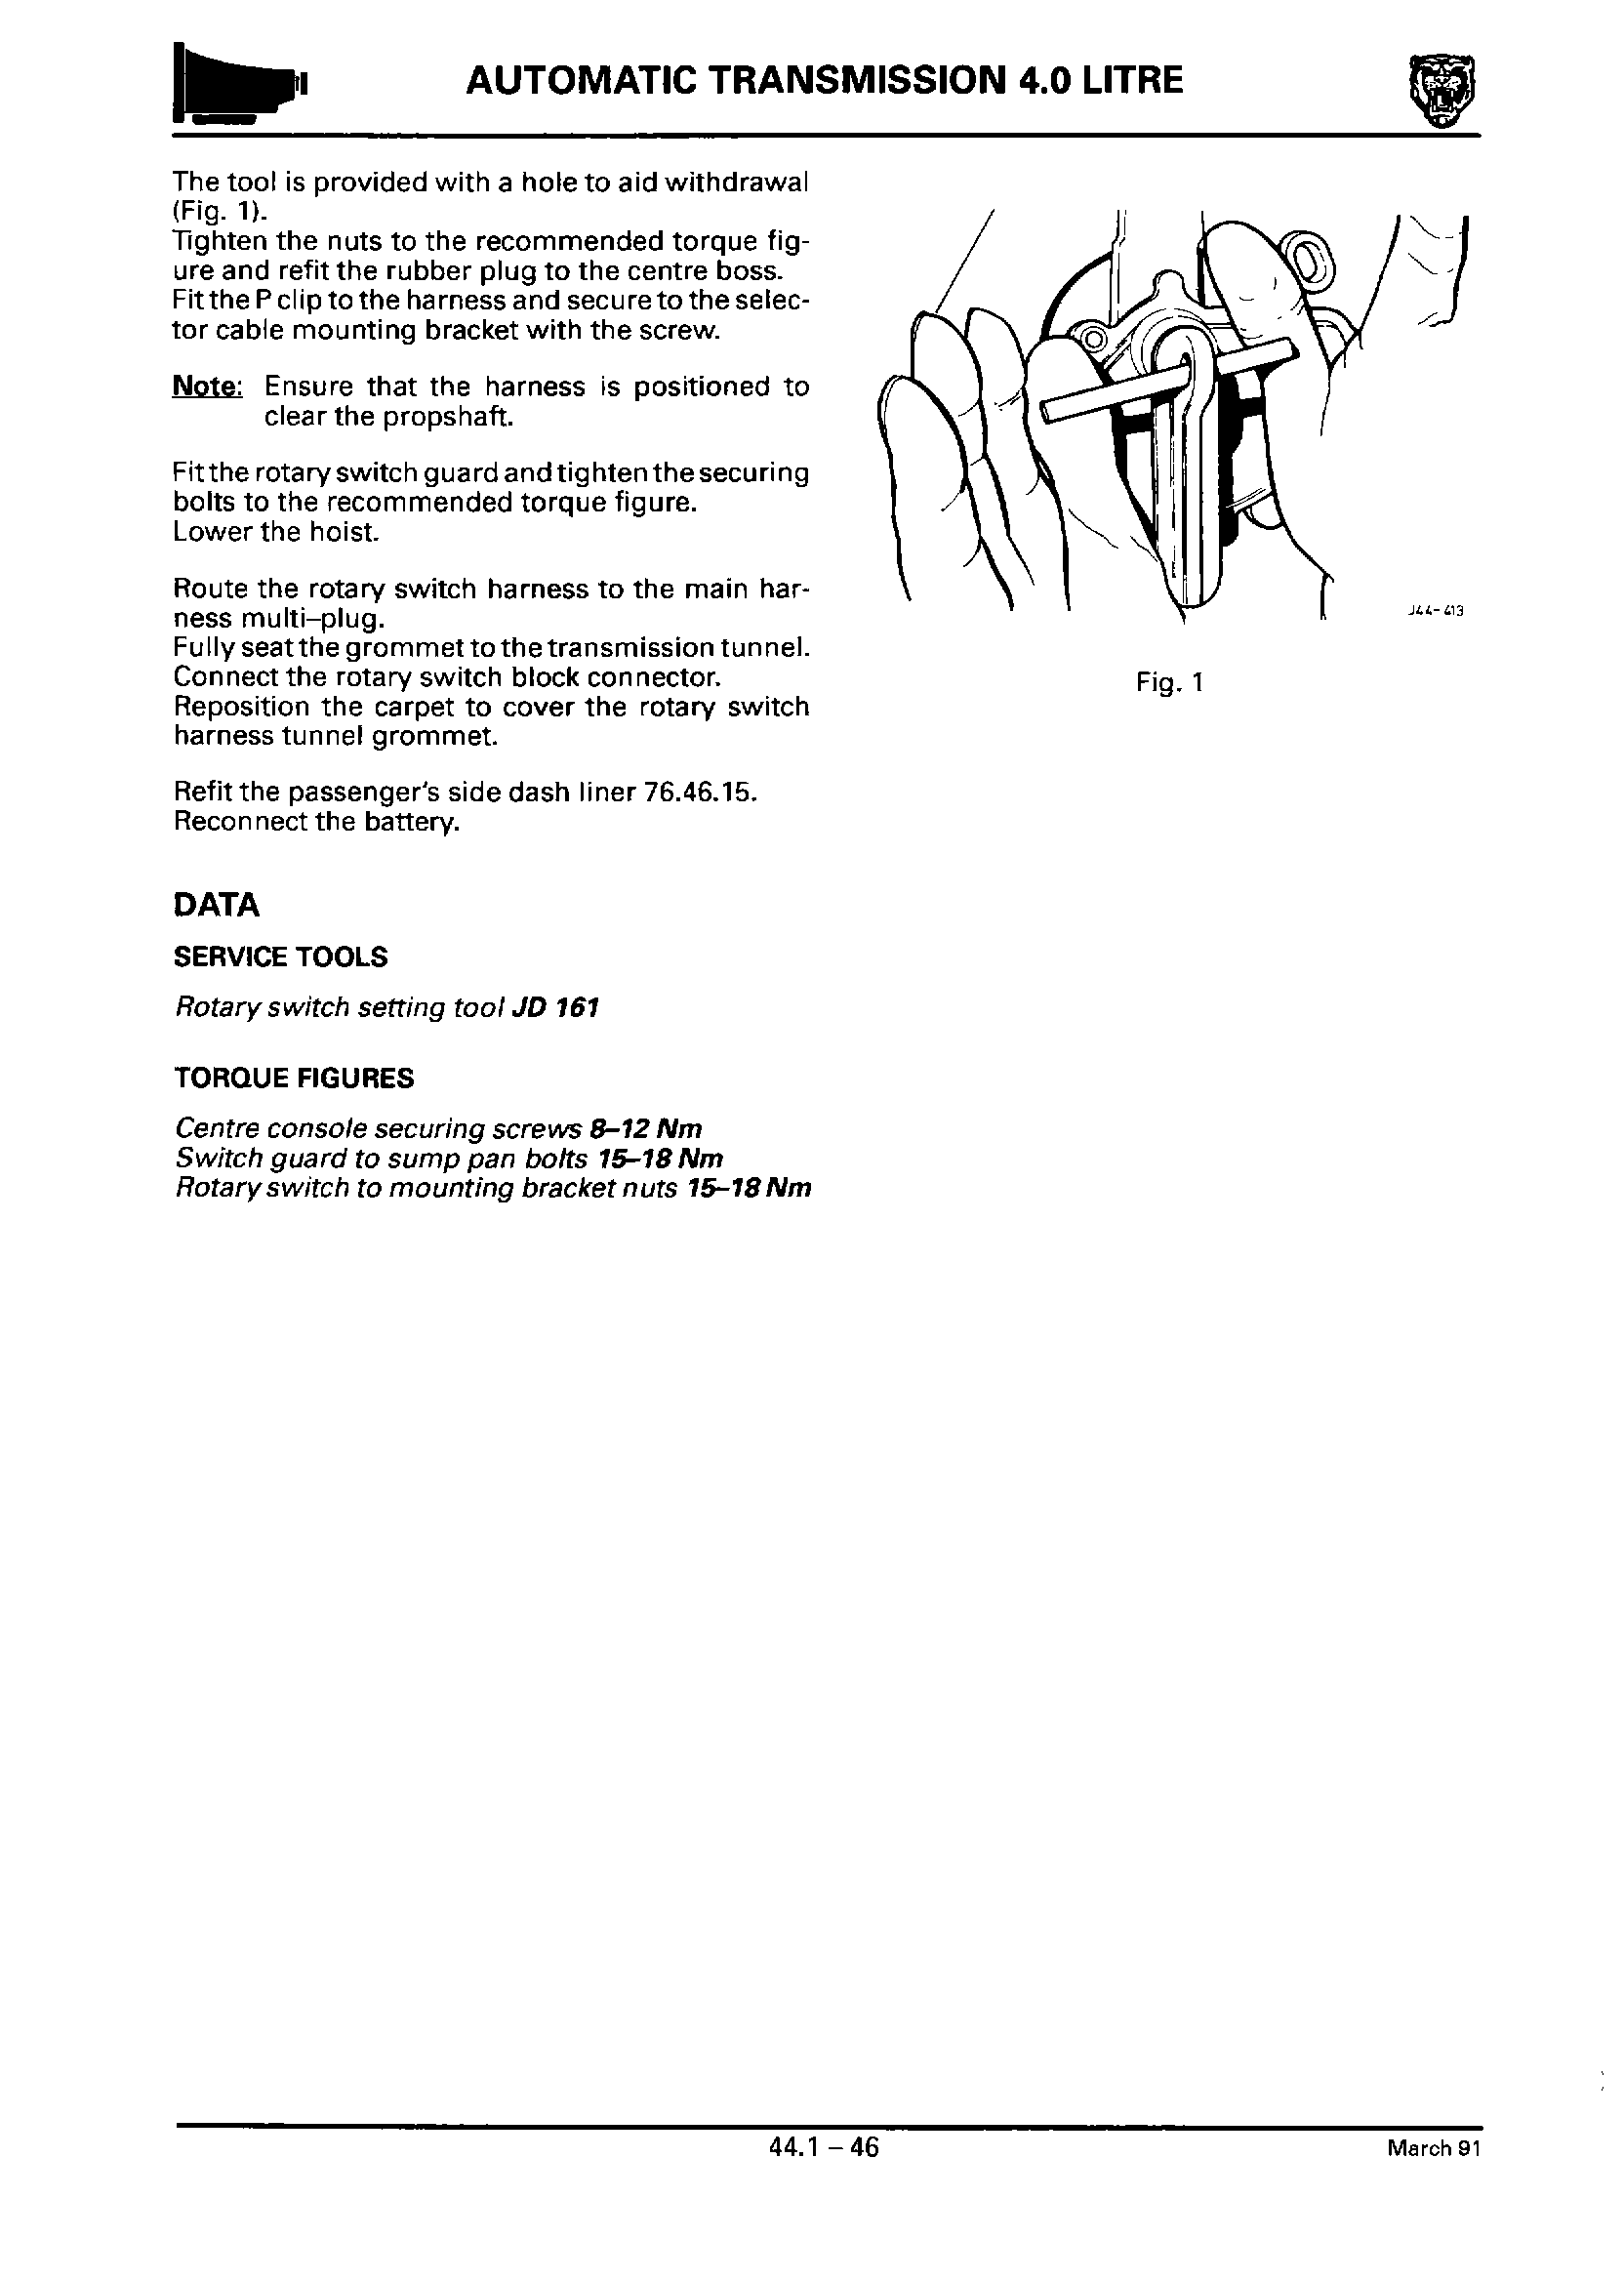 AUTOMATIC TRANSMISSION 4.0 LITRE
The tool is provided with a hole to aid withdrawal
(Fig. 1).
Tighten the nuts to the recommended torque fig-
ure and refit the rubber plug to the centre boss.
Fit the P clip to the harness and secure to the selec-
tor cable mounting bracket with the screw.
Note: Ensure that the harness is positioned to
clear the propshaft.
Fit the rotary switch guard and tighten the securing
bolts to the recommended torque figure.
Lower the hoist.
Route the rotary switch harness to the main har-
ness multi–plug.
Fully seat the grommet to the transmission tunnel.
Connect the rotary switch block connector.
Reposition the carpet to cover the rotary switch
harness tunnel grommet.
Refit the passenger's side dash liner 76.46.15.
Reconnect the battery.
DATA
SERVICE TOOLS
Rotary switch setting tool JD 161
TORQUE FIGURES
Centre console securing screws 8–12 Nm
Switch guard to sump pan bolts 15–18 Nm
Rotary switch to mounting bracket nuts 15–18 Nm
J44-413
Fig. 1
44.1 – 46
March 91